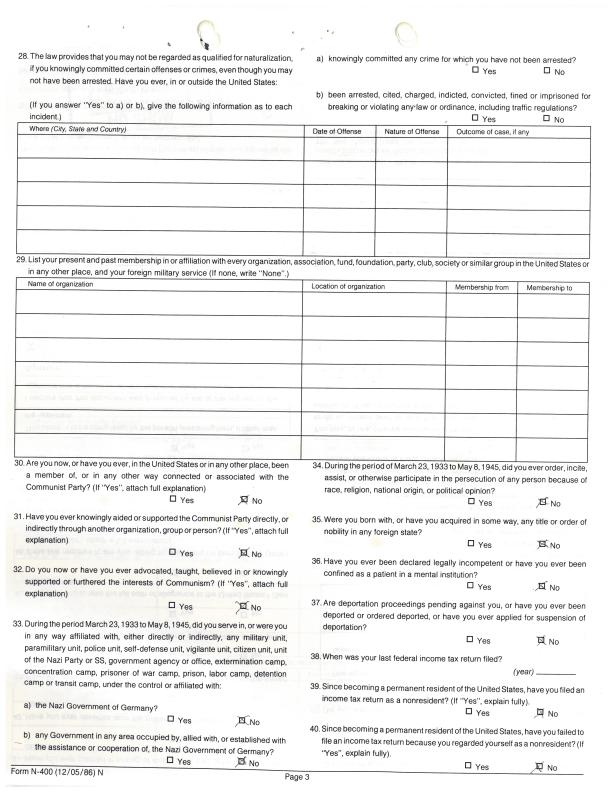 28. The law provides that you may not be regarded as qualified for naturalization,
if you knowingly committed certain offenses or crimes, even though you may
not have been arrested. Have you ever, in or outside the United States:
(If you answer "Yes" to a) or b), give the following information as to each
incident.)
a) knowingly committed any crime for which you have not been arrested?
☐ Yes ☐ No
b) been arrested, cited, charged, indicted, convicted, fined or imprisoned for
breaking or violating any law or ordinance, including traffic regulations?
☐ Yes ☐ No
Where (City, State and Country) Date of Offense Nature of Offense Outcome of case, if any
29. List your present and past membership in or affiliation with every organization, association, fund, foundation, party, club, society or similar group in the United States or
in any other place, and your foreign military service (If none, write "None".)
Name of organization Location of organization Membership from Membership to
30. Are you now, or have you ever, in the United States or in any other place, been
a member of, or in any other way connected or associated with the
Communist Party? (If "Yes", attach full explanation)
☐ Yes ☒ No
31. Have you ever knowingly aided or supported the Communist Party directly, or
indirectly through another organization, group or person? (If "Yes", attach full
explanation)
☐ Yes ☒ No
32. Do you now or have you ever advocated, taught, believed in or knowingly
supported or furthered the interests of Communism? (If "Yes", attach full
explanation)
☐ Yes ☒ No
33. During the period March 23, 1933 to May 8, 1945, did you serve in, or were you
in any way affiliated with, either directly or indirectly, any military unit,
paramilitary unit, police unit, self-defense unit, vigilante unit, citizen unit, unit
of the Nazi Party or SS, government agency or office, extermination camp,
concentration camp, prisoner of war camp, prison, labor camp, detention
camp or transit camp, under the control or affiliated with:
a) the Nazi Government of Germany?
☐ Yes ☒ No
b) any Government in any area occupied by, allied with, or established with
the assistance or cooperation of, the Nazi Government of Germany?
☐ Yes ☒ No
34. During the period of March 23, 1933 to May 8, 1945, did you ever order, incite,
assist, or otherwise participate in the persecution of any person because of
race, religion, national origin, or political opinion?
☐ Yes ☒ No
35. Were you born with, or have you acquired in some way, any title or order of
nobility in any foreign state?
☐ Yes ☒ No
36. Have you ever been declared legally incompetent or have you ever been
confined as a patient in a mental institution?
☐ Yes ☒ No
37. Are deportation proceedings pending against you, or have you ever been
deported or ordered deported, or have you ever applied for suspension of
deportation?
☐ Yes ☒ No
38. When was your last federal income tax return filed?
(year) ________
39. Since becoming a permanent resident of the United States, have you filed an
income tax return as a nonresident? (If "Yes", explain fully).
☐ Yes ☒ No
40. Since becoming a permanent resident of the United States, have you failed to
file an income tax return because you regarded yourself as a nonresident? (If
"Yes", explain fully).
☐ Yes ☒ No
Form N-400 (12/05/86) N
Page 3